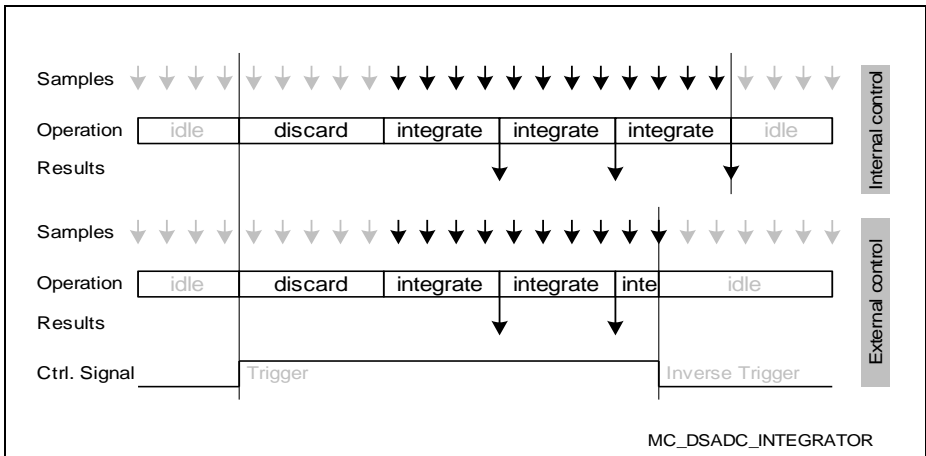 Samples
Operation idle discard integrate integrate integrate idle
Results
Internal control
Samples
Operation idle discard integrate integrate inte idle
Results
External control
Ctrl. Signal Trigger Inverse Trigger
MC_DSADC_INTEGRATOR